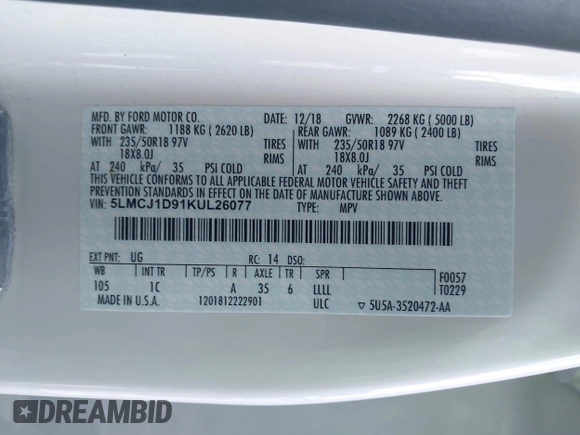 MFD. BY FORD MOTOR CO. 12/18 GVWR: 2268 KG ( 5000 LB)
FRONT GAWR: 1188 KG ( 2620 LB) REAR GAWR: 1089 KG ( 2400 LB)
WITH 235/50R18 97V TIRES WITH 235/50R18 97V TIRES
18X8.0J RIMS 18X8.0J RIMS
AT 240 kPa/ 35 PSI COLD AT 240 kPa/ 35 PSI COLD
THIS VEHICLE CONFORMS TO ALL APPLICABLE FEDERAL MOTOR VEHICLE SAFETY AND THEFT PREVENTION STANDARDS IN EFFECT ON THE DATE OF MANUFACTURE SHOWN ABOVE.
VIN: 5LMCJ1D91KUL26077 TYPE: MPV
EXT PNT: UG RC: 14 DSO:
WB INT TR TP/PS R AXLE TR SPR F0057
105 1C A 35 6 LLLL T0229
MADE IN U.S.A. 1201812222901 ULC ▽ 5U5A-3520472-AA
DREAMBID